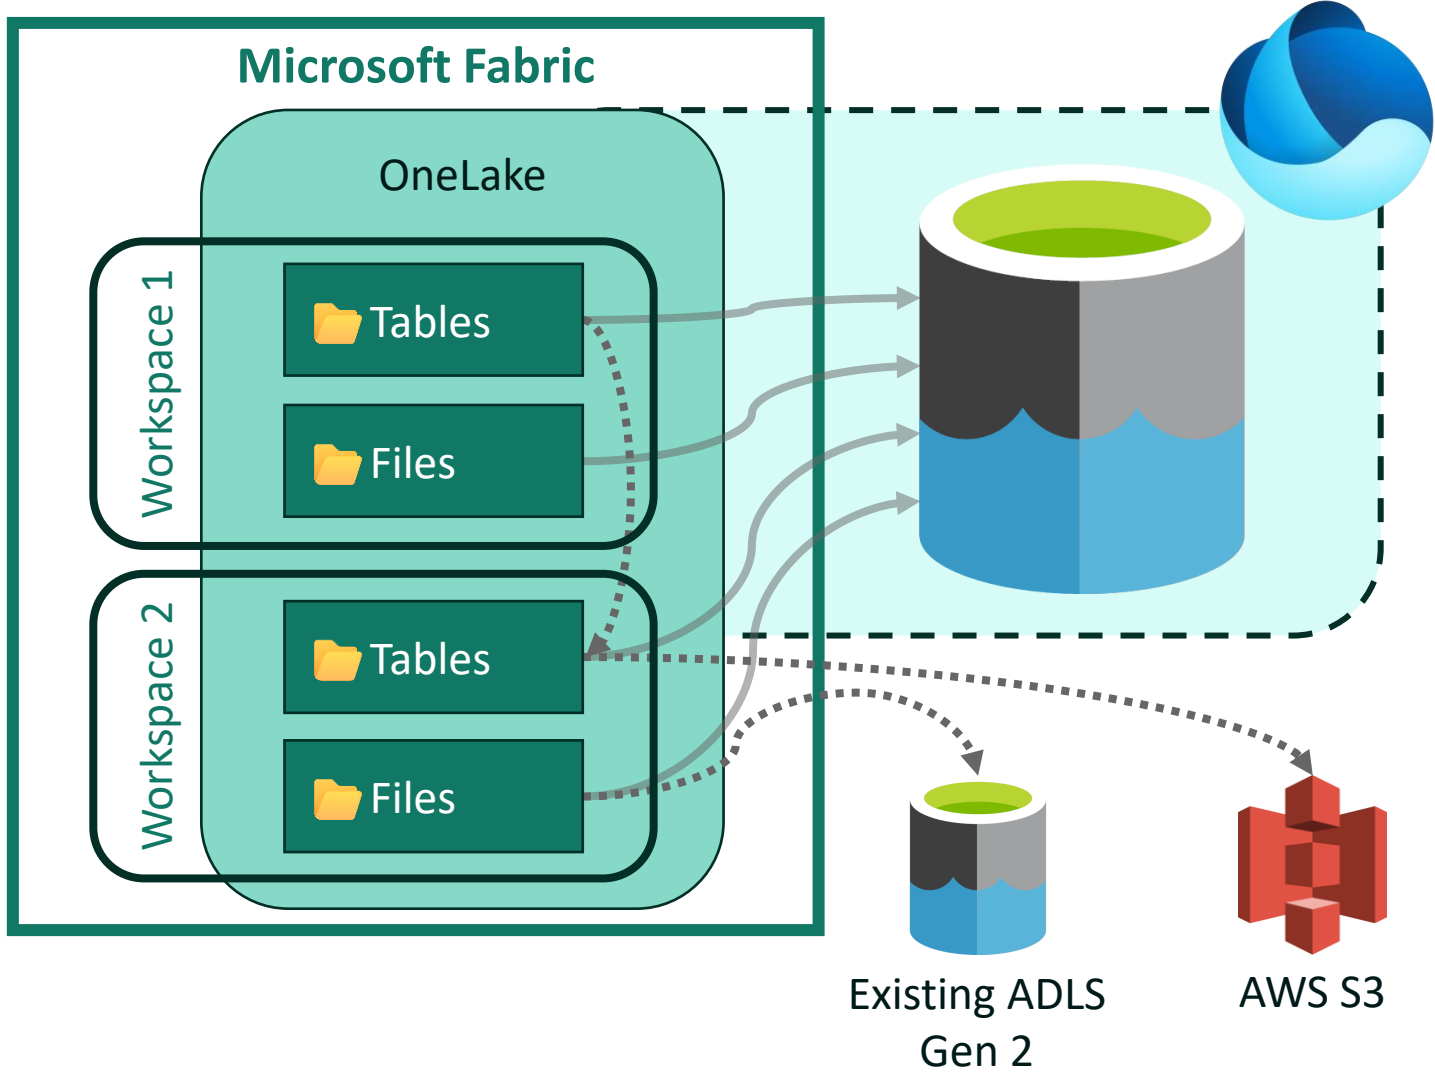 Microsoft Fabric
OneLake
Workspace 1
Tables
Files
Workspace 2
Tables
Files
Existing ADLS
Gen 2
AWS S3